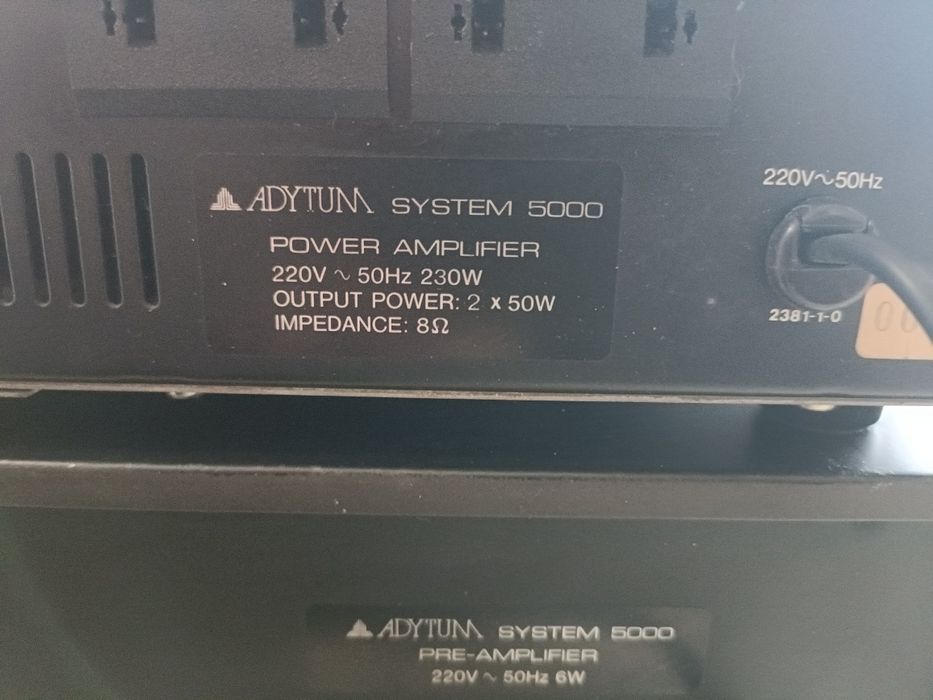 ADYTUM SYSTEM 5000
POWER AMPLIFIER
220V ~ 50Hz 230W
OUTPUT POWER: 2 x 50W
IMPEDANCE: 8Ω
220V~50Hz
2381-1-0
ADYTUM SYSTEM 5000
PRE-AMPLIFIER
220V ~ 50Hz 6W